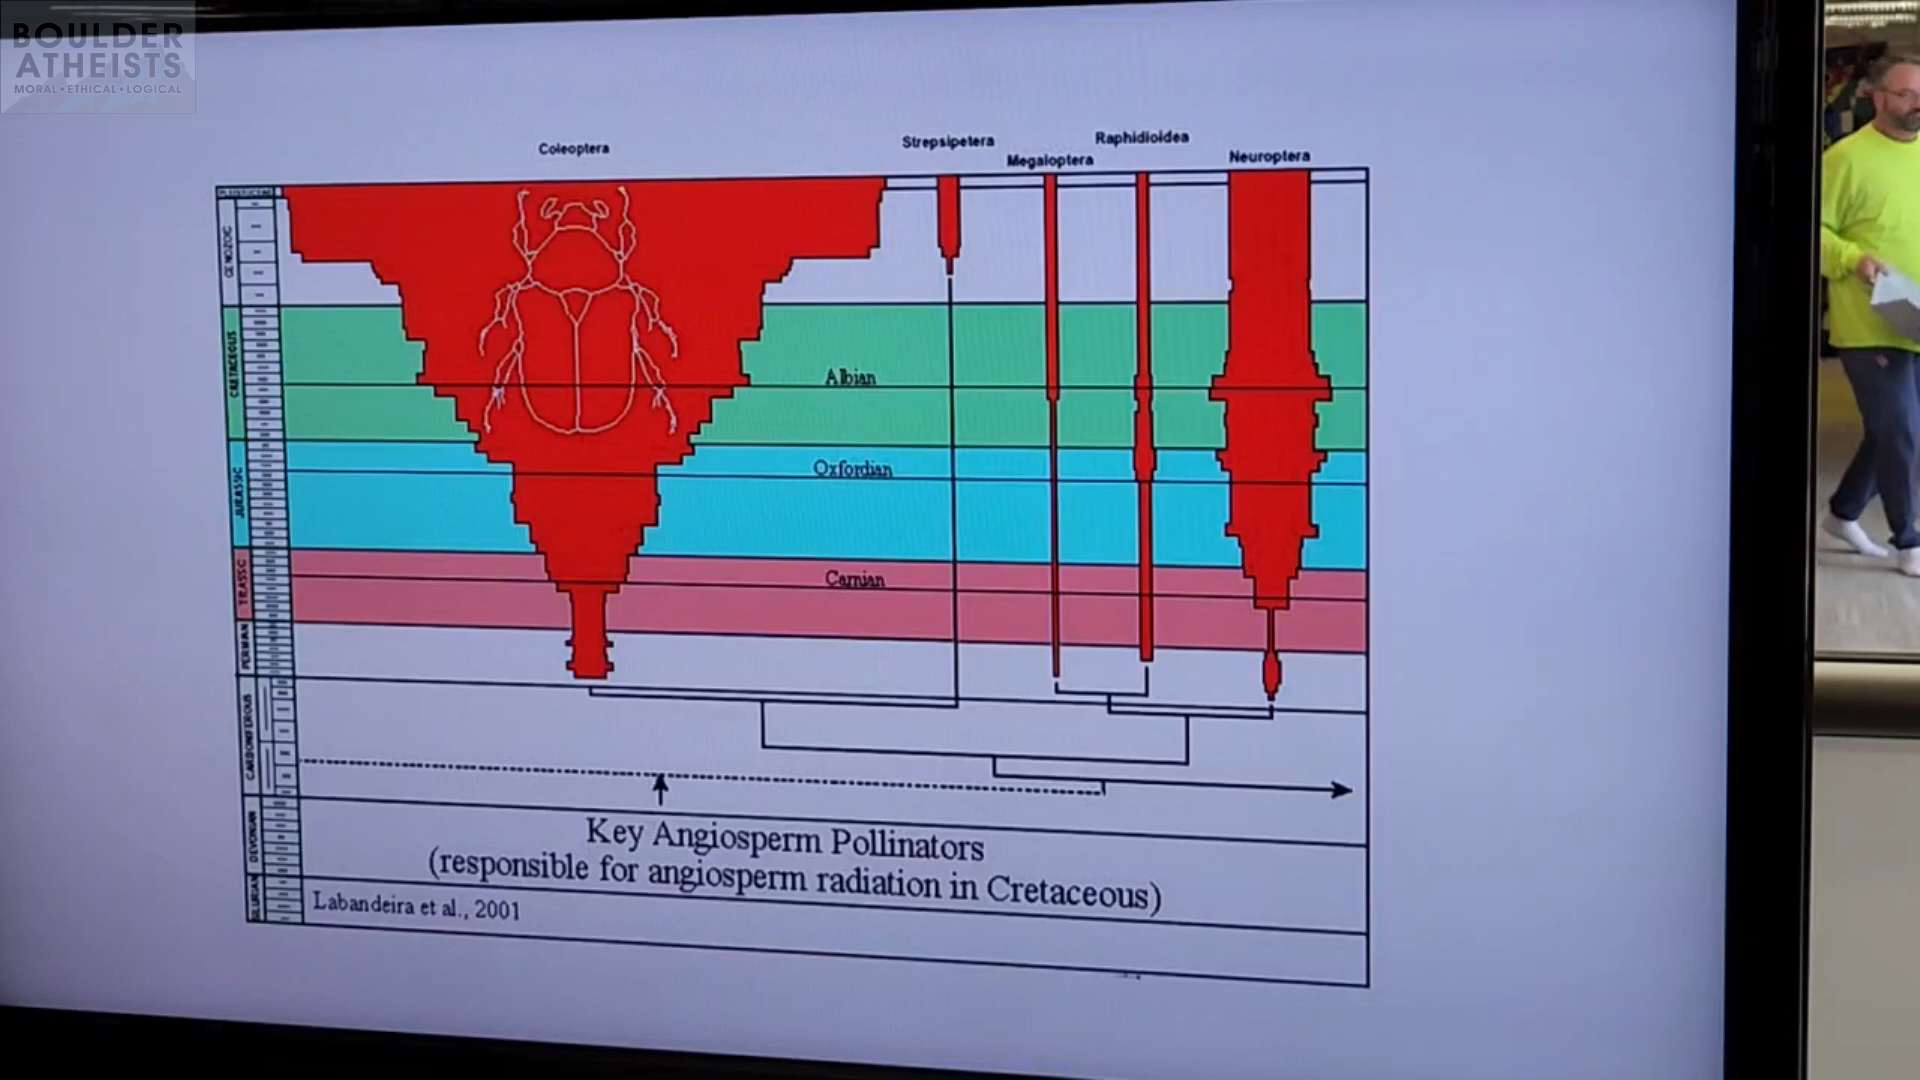 BOULDER
ATHEISTS
MORAL • ETHICAL • LOGICAL
Coleoptera
Strepsipetera
Megaloptera
Raphidioidea
Neuroptera
CENOZOIC
CRETACEOUS
JURASSIC
TRIASSC
PERMIAN
CARBONIFEROUS
DEVONIAN
SILURIAN
Albian
Oxfordian
Carnian
Key Angiosperm Pollinators
(responsible for angiosperm radiation in Cretaceous)
Labandeira et al., 2001